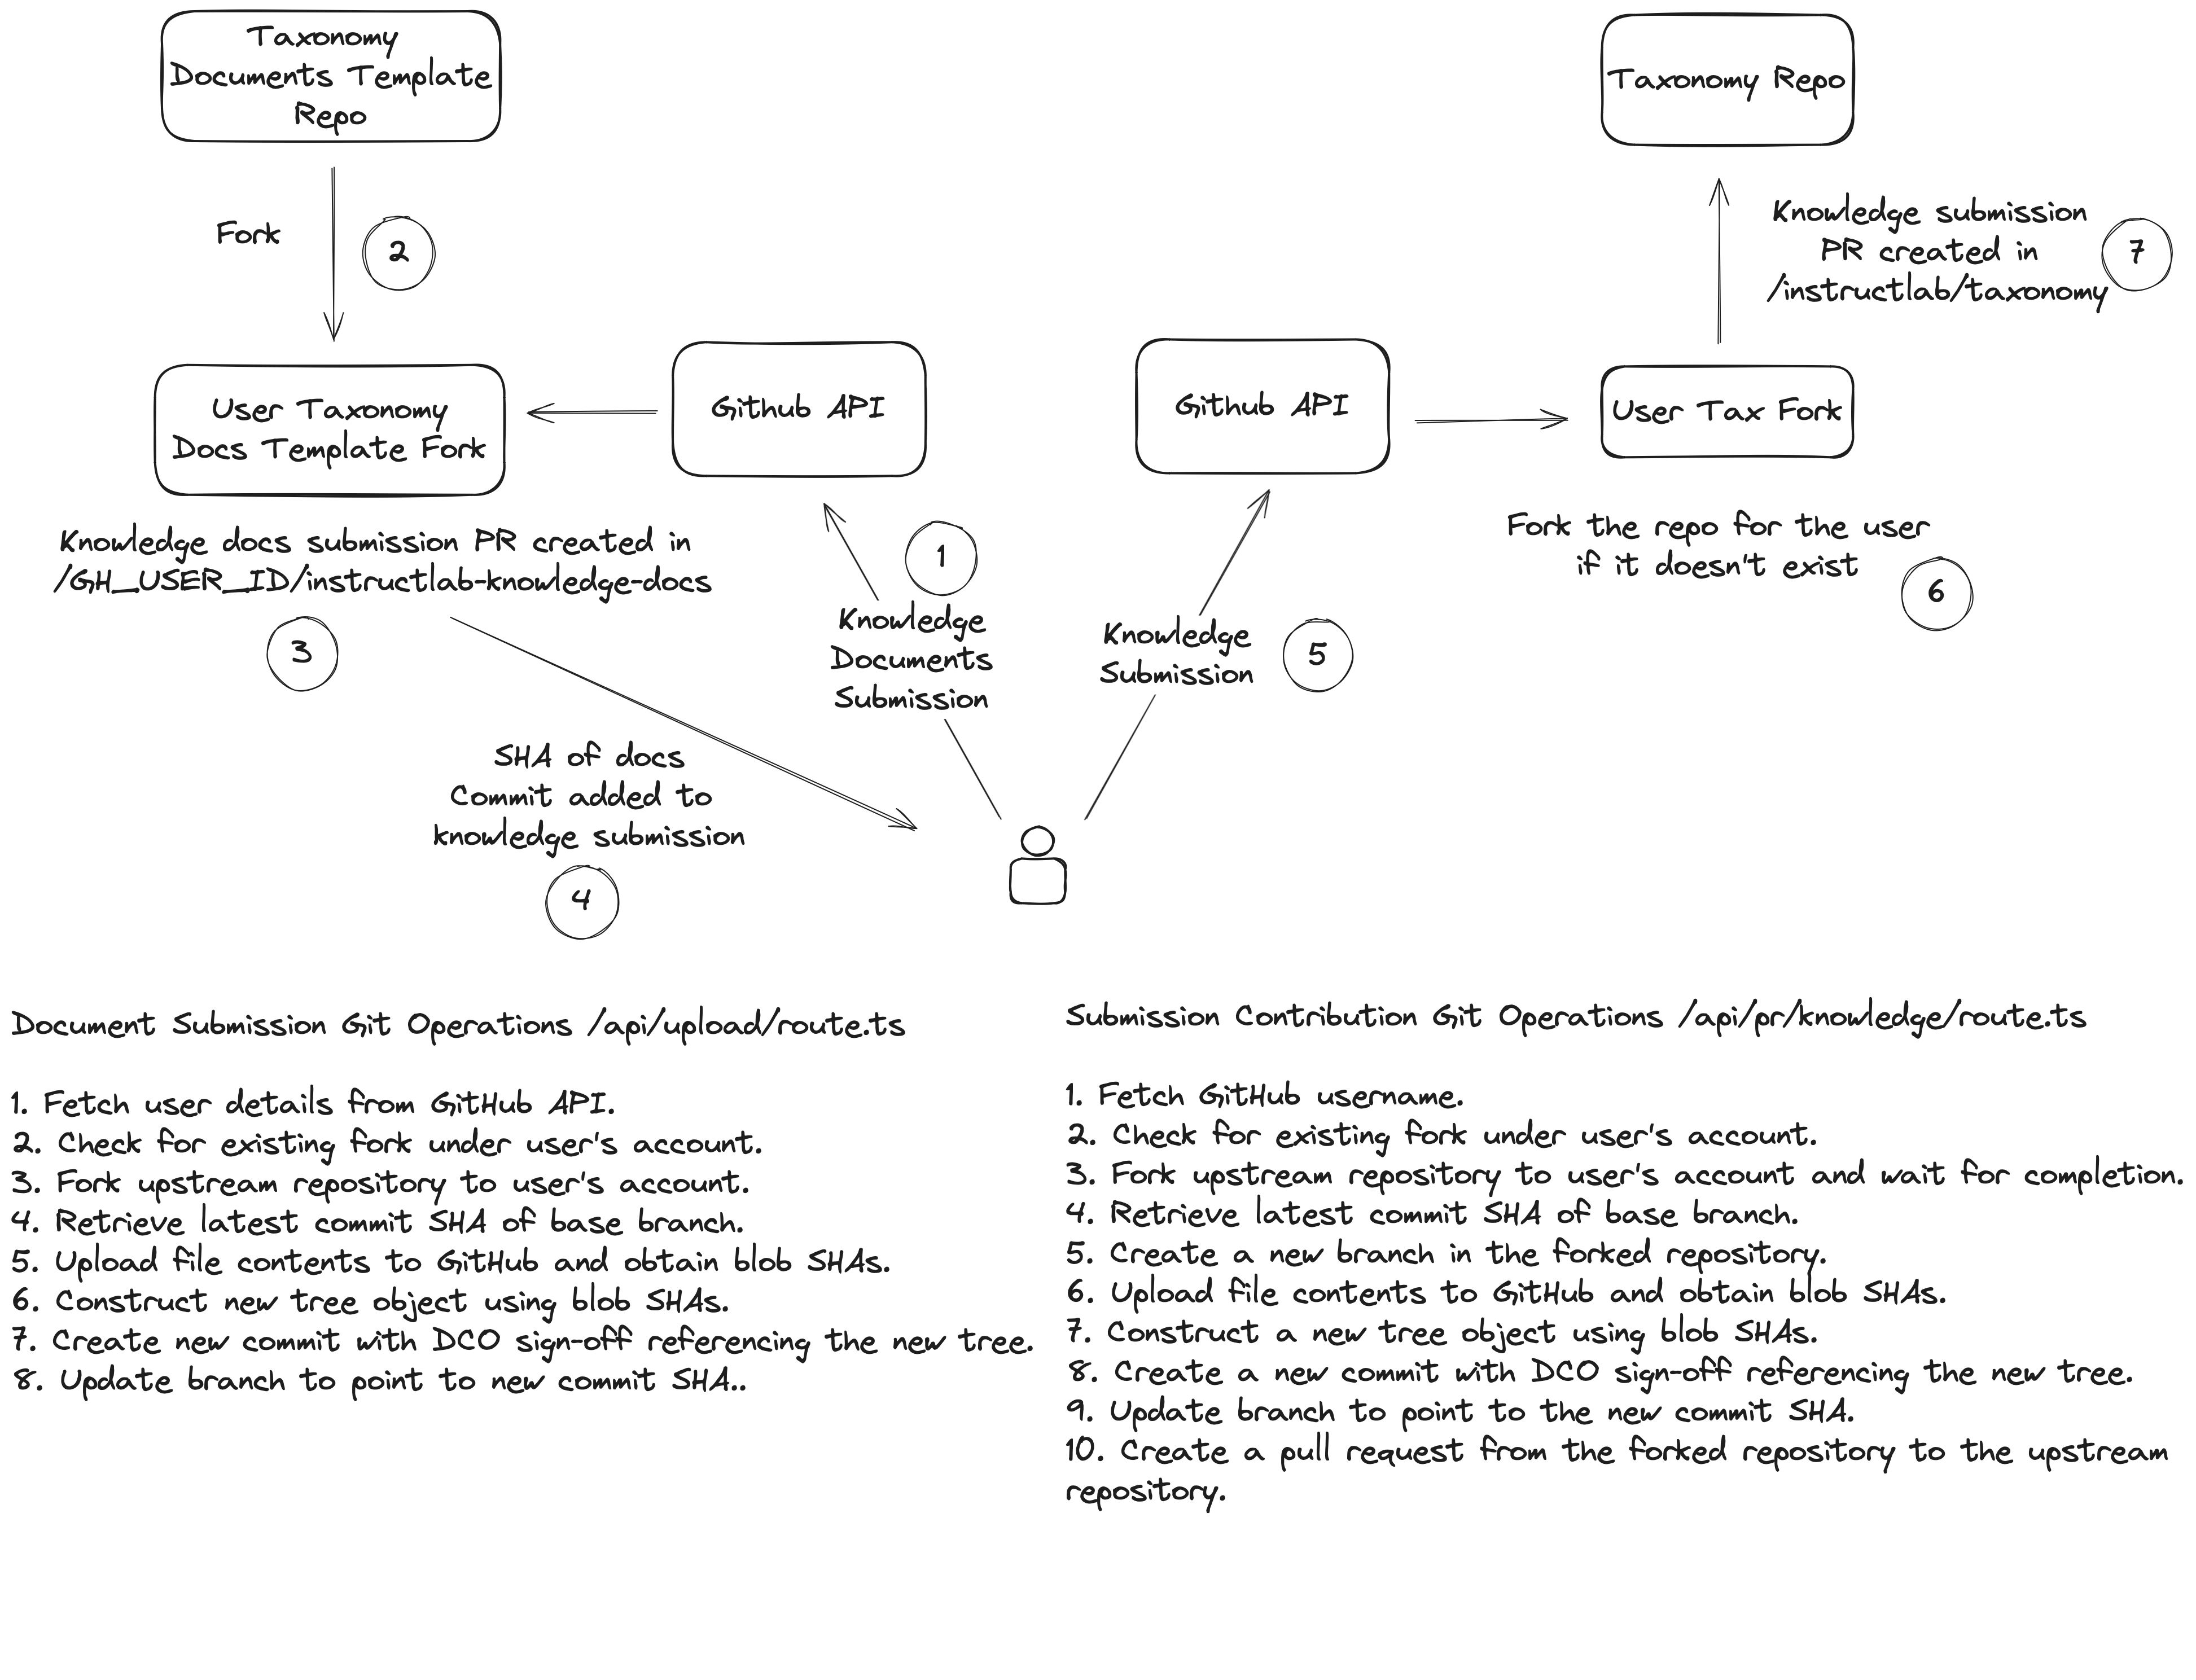 Taxonomy
Documents Template
Repo
Taxonomy Repo
Fork
2
Knowledge submission
PR created in
/instructlab/taxonomy
7
User Taxonomy
Docs Template Fork
Github API
Github API
User Tax Fork
Knowledge docs submission PR created in
/GH_USER_ID/instructlab-knowledge-docs
3
1
Knowledge
Documents
Submission
Knowledge
Submission
5
Fork the repo for the user
if it doesn't exist
6
SHA of docs
Commit added to
knowledge submission
4
Document Submission Git Operations /api/upload/route.ts
1. Fetch user details from GitHub API.
2. Check for existing fork under user's account.
3. Fork upstream repository to user's account.
4. Retrieve latest commit SHA of base branch.
5. Upload file contents to GitHub and obtain blob SHAs.
6. Construct new tree object using blob SHAs.
7. Create new commit with DCO sign-off referencing the new tree.
8. Update branch to point to new commit SHA..
Submission Contribution Git Operations /api/pr/knowledge/route.ts
1. Fetch GitHub username.
2. Check for existing fork under user's account.
3. Fork upstream repository to user's account and wait for completion.
4. Retrieve latest commit SHA of base branch.
5. Create a new branch in the forked repository.
6. Upload file contents to GitHub and obtain blob SHAs.
7. Construct a new tree object using blob SHAs.
8. Create a new commit with DCO sign-off referencing the new tree.
9. Update branch to point to the new commit SHA.
10. Create a pull request from the forked repository to the upstream
repository.